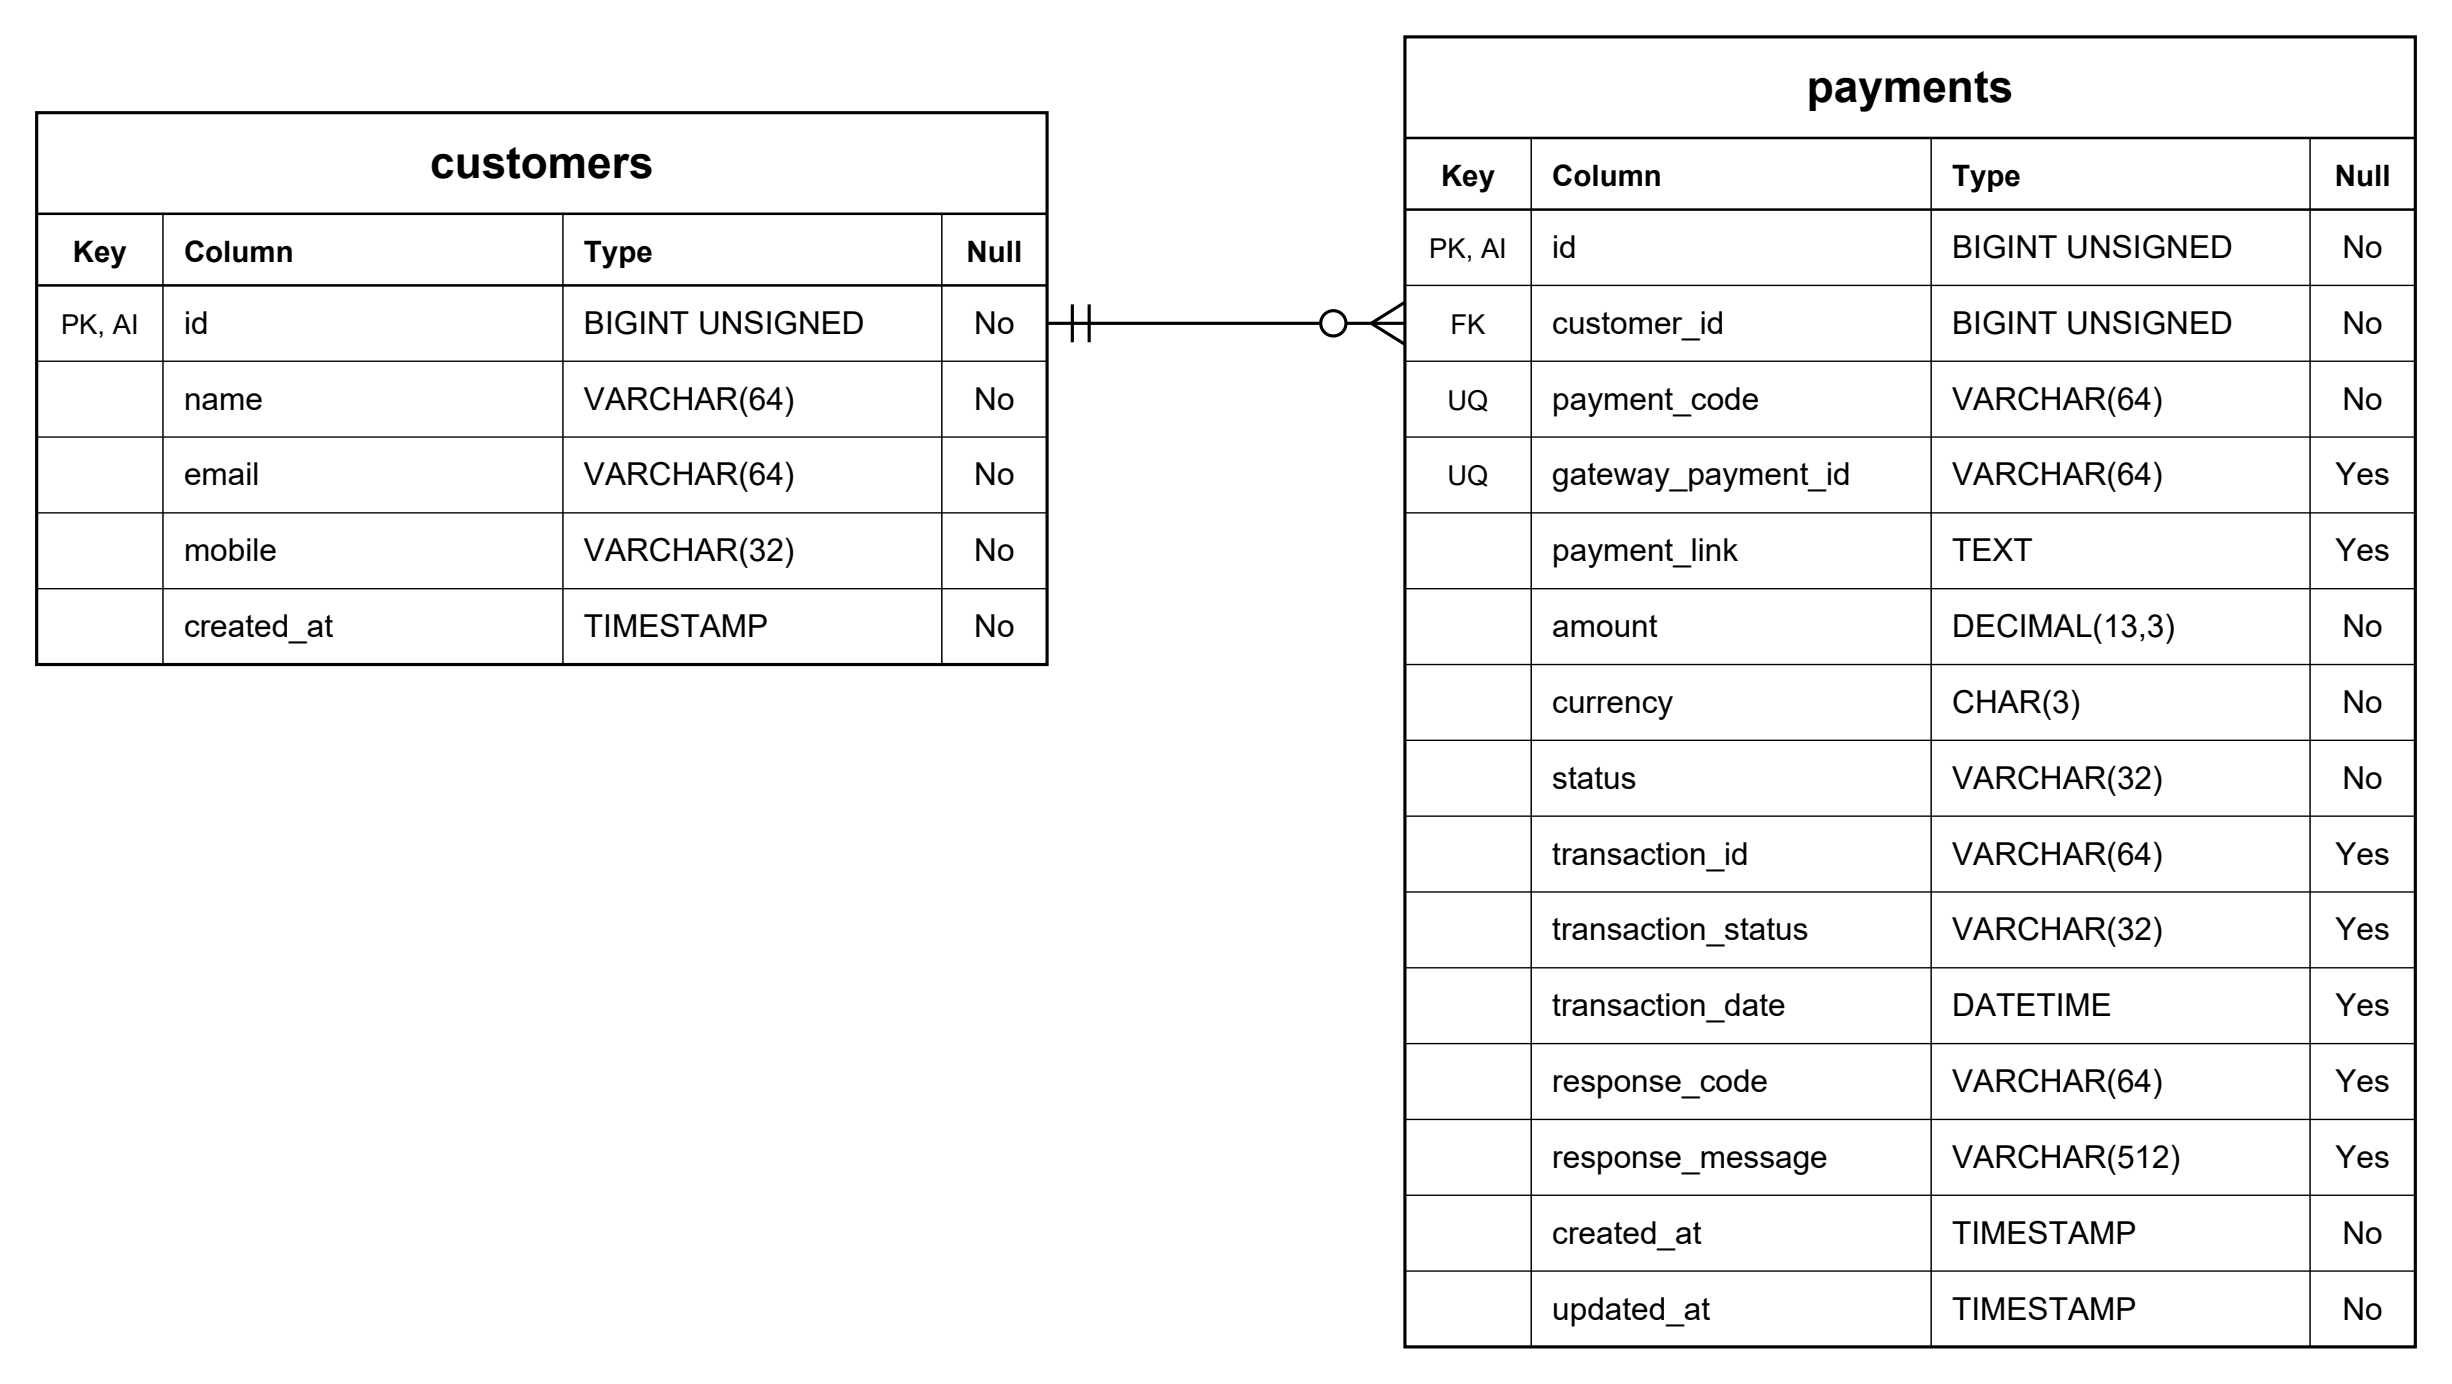 customers
Key Column Type Null
PK, AI id BIGINT UNSIGNED No
name VARCHAR(64) No
email VARCHAR(64) No
mobile VARCHAR(32) No
created_at TIMESTAMP No
payments
Key Column Type Null
PK, AI id BIGINT UNSIGNED No
FK customer_id BIGINT UNSIGNED No
UQ payment_code VARCHAR(64) No
UQ gateway_payment_id VARCHAR(64) Yes
payment_link TEXT Yes
amount DECIMAL(13,3) No
currency CHAR(3) No
status VARCHAR(32) No
transaction_id VARCHAR(64) Yes
transaction_status VARCHAR(32) Yes
transaction_date DATETIME Yes
response_code VARCHAR(64) Yes
response_message VARCHAR(512) Yes
created_at TIMESTAMP No
updated_at TIMESTAMP No